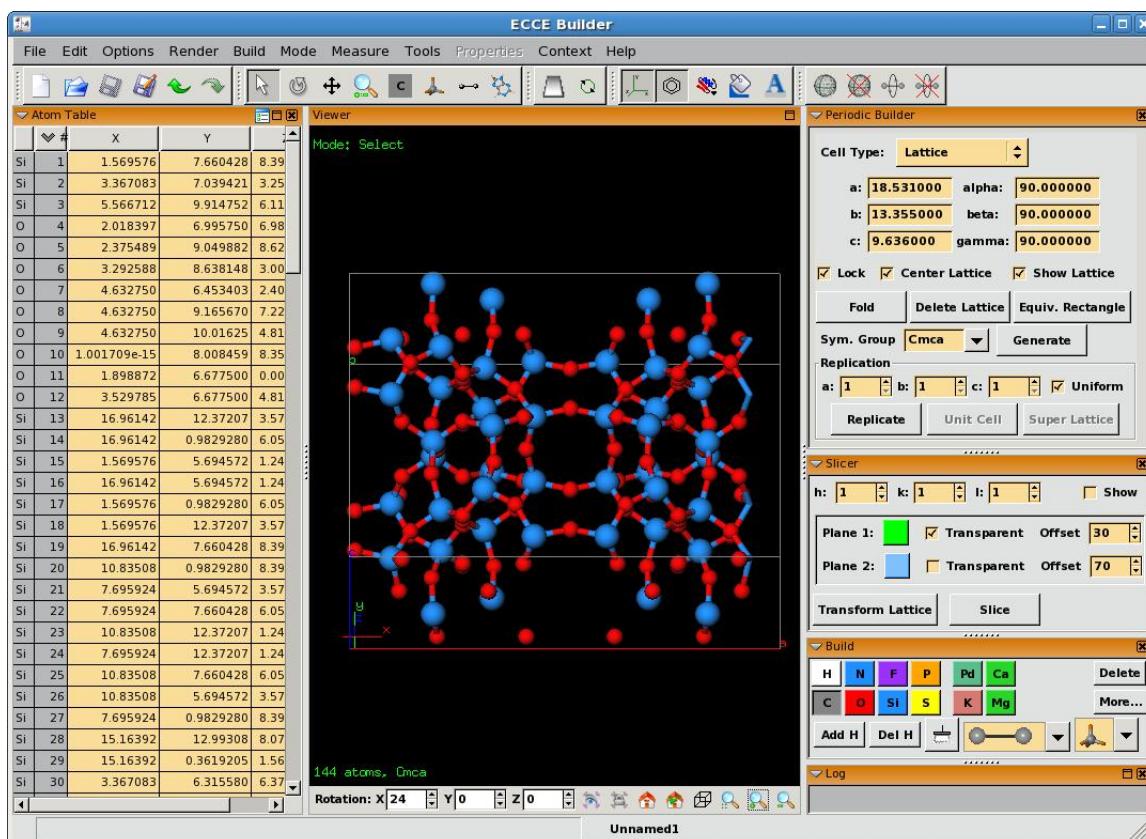 ECCE Builder
File Edit Options Render Build Mode Measure Tools Properties Context Help
C A
Atom Table
# X Y Z
Si 1 1.569576 7.660428 8.39
Si 2 3.367083 7.039421 3.25
Si 3 5.566712 9.914752 6.11
O 4 2.018397 6.995750 6.98
O 5 2.375489 9.049882 8.62
O 6 3.292588 8.638148 3.00
O 7 4.632750 6.453403 2.40
O 8 4.632750 9.165670 7.22
O 9 4.632750 10.01625 4.81
O 10 1.001709e-15 8.008459 8.35
O 11 1.898872 6.677500 0.00
O 12 3.529785 6.677500 4.81
Si 13 16.96142 12.37207 3.57
Si 14 16.96142 0.9829280 6.05
Si 15 1.569576 5.694572 1.24
Si 16 16.96142 5.694572 1.24
Si 17 1.569576 0.9829280 6.05
Si 18 1.569576 12.37207 3.57
Si 19 16.96142 7.660428 8.39
Si 20 10.83508 0.9829280 8.39
Si 21 7.695924 5.694572 3.57
Si 22 7.695924 7.660428 6.05
Si 23 10.83508 12.37207 1.24
Si 24 7.695924 12.37207 1.24
Si 25 10.83508 7.660428 6.05
Si 26 10.83508 5.694572 3.57
Si 27 7.695924 0.9829280 8.39
Si 28 15.16392 12.99308 8.07
Si 29 15.16392 0.3619205 1.56
Si 30 3.367083 6.315580 6.37
Viewer
Mode: Select
b
c
y
x
a
144 atoms, Cmca
Rotation: X 24 Y 0 Z 0
Periodic Builder
Cell Type: Lattice
a: 18.531000 alpha: 90.000000
b: 13.355000 beta: 90.000000
c: 9.636000 gamma: 90.000000
Lock Center Lattice Show Lattice
Fold Delete Lattice Equiv. Rectangle
Sym. Group Cmca Generate
Replication
a: 1 b: 1 c: 1 Uniform
Replicate Unit Cell Super Lattice
Slicer
h: 1 k: 1 l: 1 Show
Plane 1: Transparent Offset 30
Plane 2: Transparent Offset 70
Transform Lattice Slice
Build
H N F P Pd Ca Delete
C O Si S K Mg More...
Add H Del H
Log
Unnamed1